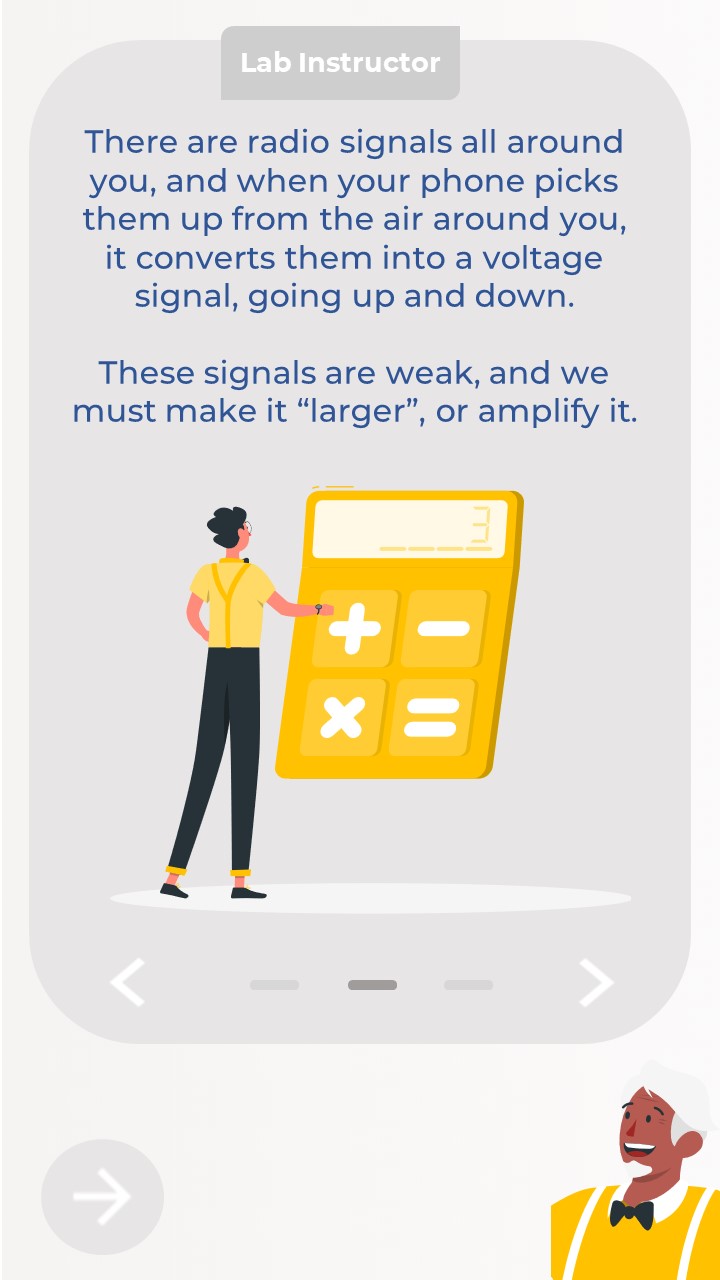 Lab Instructor
There are radio signals all around
you, and when your phone picks
them up from the air around you,
it converts them into a voltage
signal, going up and down.
These signals are weak, and we
must make it “larger”, or amplify it.
3
+ −
× =